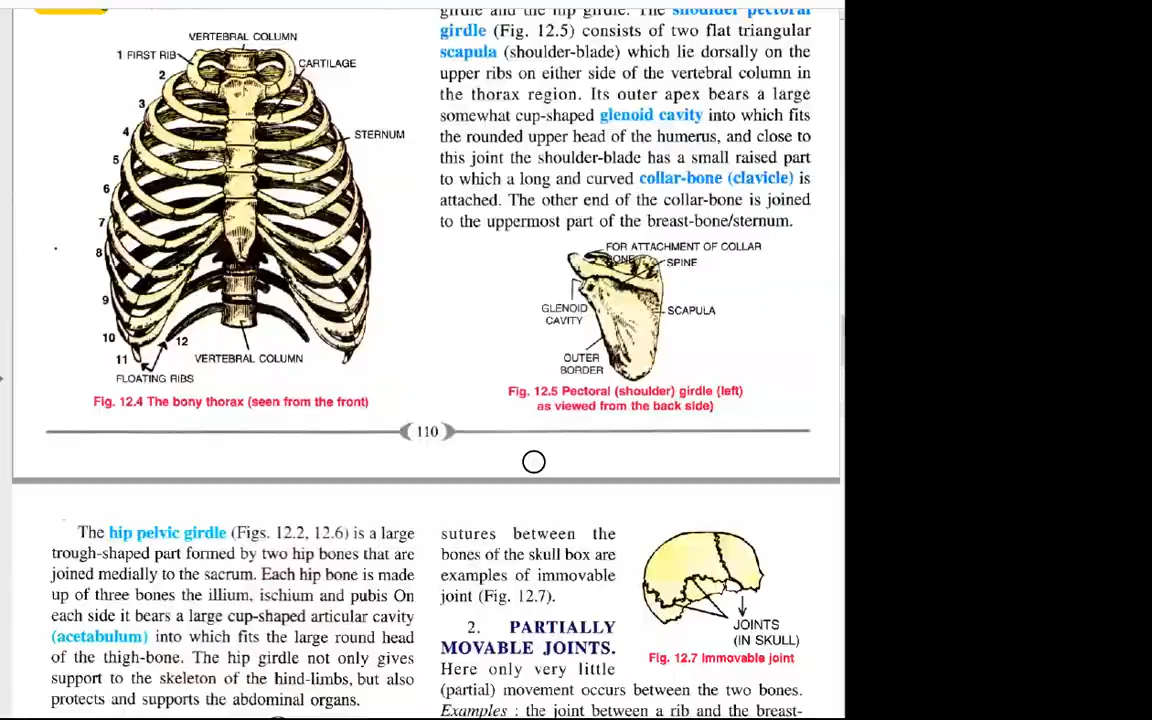 VERTEBRAL COLUMN
1 FIRST RIB
2
CARTILAGE
3
4
STERNUM
5
6
7
8
9
10
12
11
VERTEBRAL COLUMN
FLOATING RIBS
Fig. 12.4 The bony thorax (seen from the front)
girdle and the hip girdle. The shoulder pectoral
girdle (Fig. 12.5) consists of two flat triangular
scapula (shoulder-blade) which lie dorsally on the
upper ribs on either side of the vertebral column in
the thorax region. Its outer apex bears a large
somewhat cup-shaped glenoid cavity into which fits
the rounded upper head of the humerus, and close to
this joint the shoulder-blade has a small raised part
to which a long and curved collar-bone (clavicle) is
attached. The other end of the collar-bone is joined
to the uppermost part of the breast-bone/sternum.
FOR ATTACHMENT OF COLLAR
BONE
SPINE
GLENOID
CAVITY
SCAPULA
OUTER
BORDER
Fig. 12.5 Pectoral (shoulder) girdle (left)
as viewed from the back side)
110
The hip pelvic girdle (Figs. 12.2, 12.6) is a large
trough-shaped part formed by two hip bones that are
joined medially to the sacrum. Each hip bone is made
up of three bones the illium, ischium and pubis On
each side it bears a large cup-shaped articular cavity
(acetabulum) into which fits the large round head
of the thigh-bone. The hip girdle not only gives
support to the skeleton of the hind-limbs, but also
protects and supports the abdominal organs.
sutures between the
bones of the skull box are
examples of immovable
joint (Fig. 12.7).
JOINTS
(IN SKULL)
Fig. 12.7 Immovable joint
2. PARTIALLY
MOVABLE JOINTS.
Here only very little
(partial) movement occurs between the two bones.
Examples : the joint between a rib and the breast-